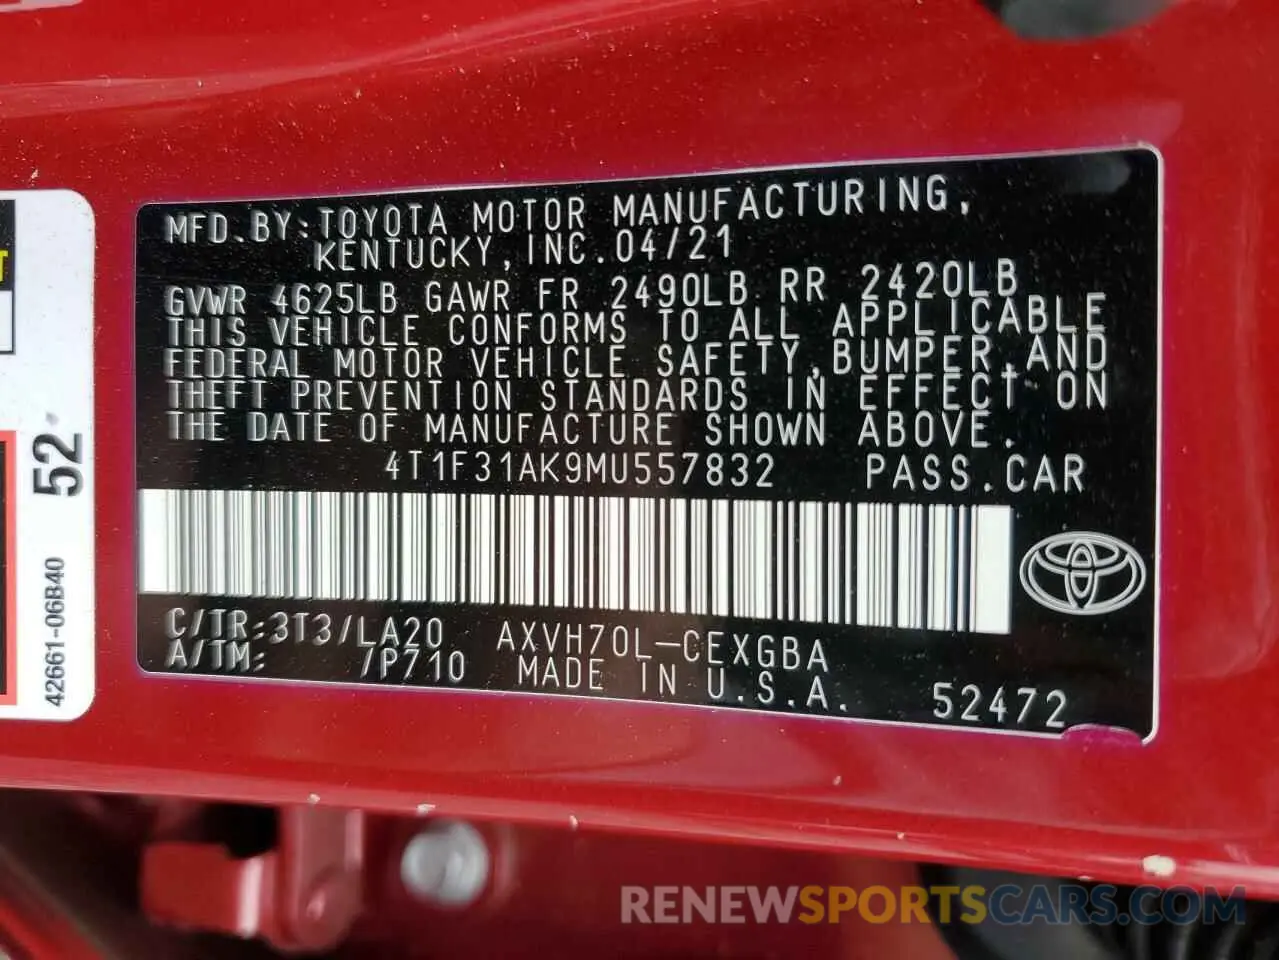 MFD.BY:TOYOTA MOTOR MANUFACTURING,
KENTUCKY,INC.04/21
GVWR 4625LB GAWR FR 2490LB RR 2420LB
THIS VEHICLE CONFORMS TO ALL APPLICABLE
FEDERAL MOTOR VEHICLE SAFETY,BUMPER,AND
THEFT PREVENTION STANDARDS IN EFFECT ON
THE DATE OF MANUFACTURE SHOWN ABOVE.
4T1F31AK9MU557832 PASS.CAR
C/TR:3T3/LA20 AXVH70L-CEXGBA
A/TM: /P710 MADE IN U.S.A. 52472
52
42661-06B40
RENEWSPORTSCARS.COM